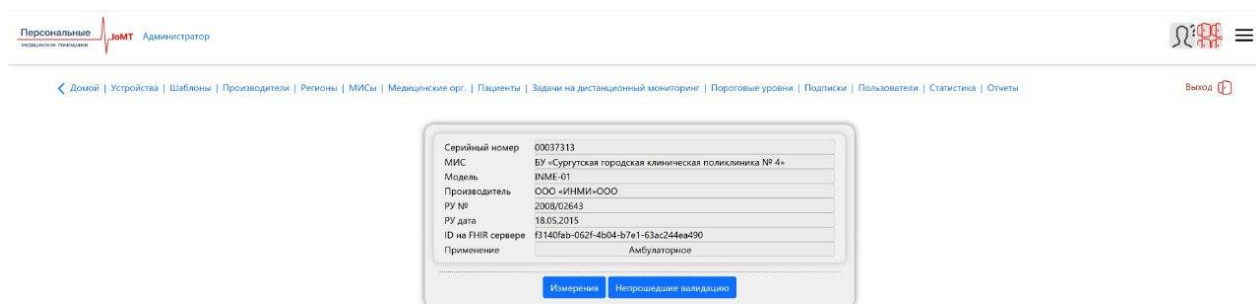 Персональные
медицинские помощники
IoMT Администратор
Домой | Устройства | Шаблоны | Производители | Регионы | МИСы | Медицинские орг. | Пациенты | Задачи на дистанционный мониторинг | Пороговые уровни | Подписки | Пользователи | Статистика | Отчеты
Выход
Серийный номер 00037313
МИС БУ «Сургутская городская клиническая поликлиника № 4»
Модель INME-01
Производитель ООО «ИНМИ»ООО
РУ № 2008/02643
РУ дата 18.05.2015
ID на FHIR сервере f3140fab-062f-4b04-b7e1-63ac244ea490
Применение Амбулаторное
Измерения Непрошедшие валидацию